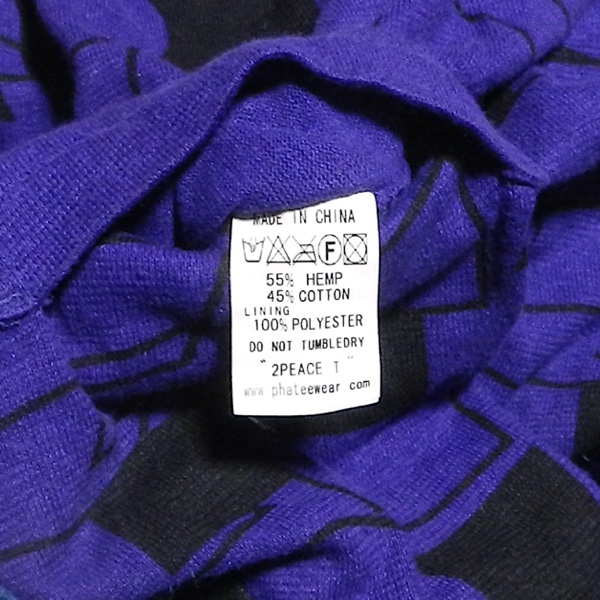 MADE IN CHINA
F
55% HEMP
45% COTTON
LINING
100% POLYESTER
DO NOT TUMBLEDRY
"2PEACE T"
www.phateewear.com